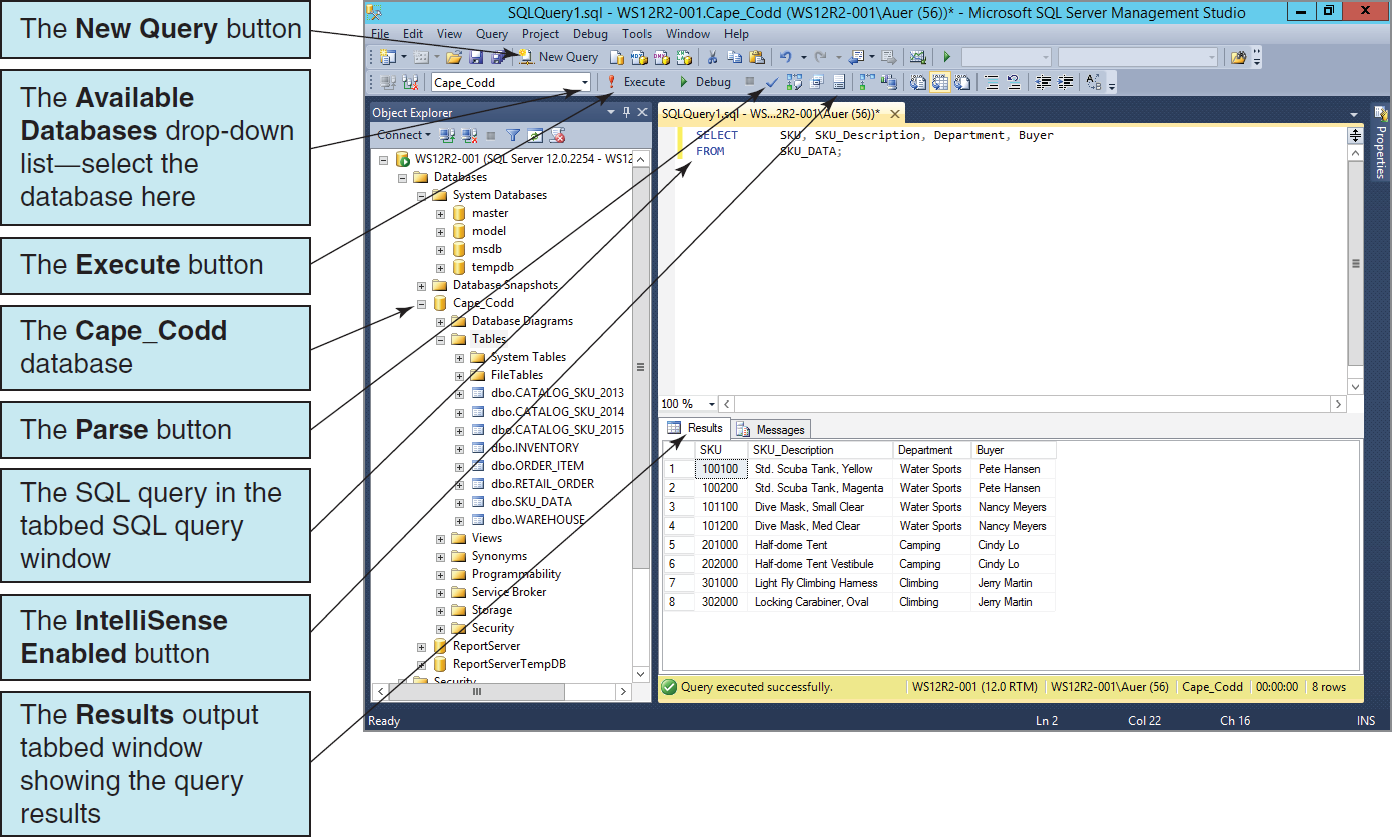 The New Query button
The Available
Databases drop-down
list—select the
database here
The Execute button
The Cape_Codd
database
The Parse button
The SQL query in the
tabbed SQL query
window
The IntelliSense
Enabled button
The Results output
tabbed window
showing the query
results
SQLQuery1.sql - WS12R2-001.Cape_Codd (WS12R2-001\Auer (56))* - Microsoft SQL Server Management Studio
File Edit View Query Project Debug Tools Window Help
New Query
Cape_Codd Execute Debug
Object Explorer
Connect
WS12R2-001 (SQL Server 12.0.2254 - WS12
Databases
System Databases
master
model
msdb
tempdb
Database Snapshots
Cape_Codd
Database Diagrams
Tables
System Tables
FileTables
dbo.CATALOG_SKU_2013
dbo.CATALOG_SKU_2014
dbo.CATALOG_SKU_2015
dbo.INVENTORY
dbo.ORDER_ITEM
dbo.RETAIL_ORDER
dbo.SKU_DATA
dbo.WAREHOUSE
Views
Synonyms
Programmability
Service Broker
Storage
Security
ReportServer
ReportServerTempDB
Security
SQLQuery1.sql - WS...2R2-001\Auer (56))*
SELECT SKU, SKU_Description, Department, Buyer
FROM SKU_DATA;
Properties
100 %
Results Messages
SKU SKU_Description Department Buyer
1 100100 Std. Scuba Tank, Yellow Water Sports Pete Hansen
2 100200 Std. Scuba Tank, Magenta Water Sports Pete Hansen
3 101100 Dive Mask, Small Clear Water Sports Nancy Meyers
4 101200 Dive Mask, Med Clear Water Sports Nancy Meyers
5 201000 Half-dome Tent Camping Cindy Lo
6 202000 Half-dome Tent Vestibule Camping Cindy Lo
7 301000 Light Fly Climbing Harness Climbing Jerry Martin
8 302000 Locking Carabiner, Oval Climbing Jerry Martin
Query executed successfully. WS12R2-001 (12.0 RTM) WS12R2-001\Auer (56) Cape_Codd 00:00:00 8 rows
Ready Ln 2 Col 22 Ch 16 INS